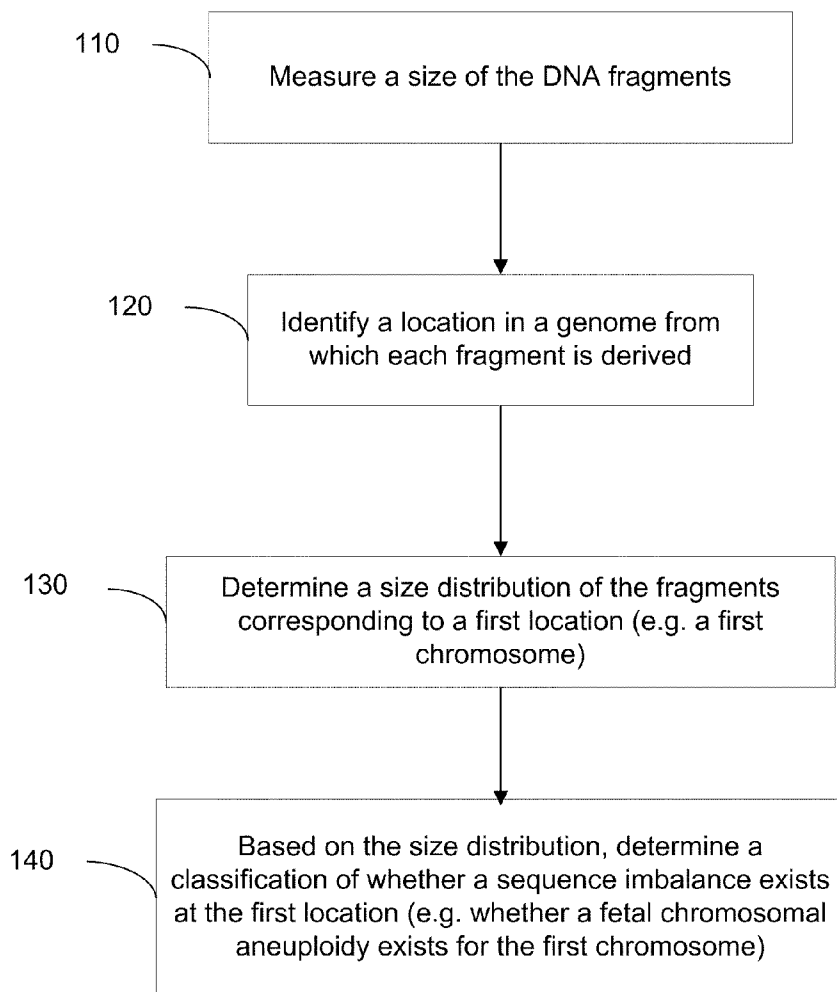 110
Measure a size of the DNA fragments
120
Identify a location in a genome from
which each fragment is derived
130
Determine a size distribution of the fragments
corresponding to a first location (e.g. a first
chromosome)
140
Based on the size distribution, determine a
classification of whether a sequence imbalance exists
at the first location (e.g. whether a fetal chromosomal
aneuploidy exists for the first chromosome)